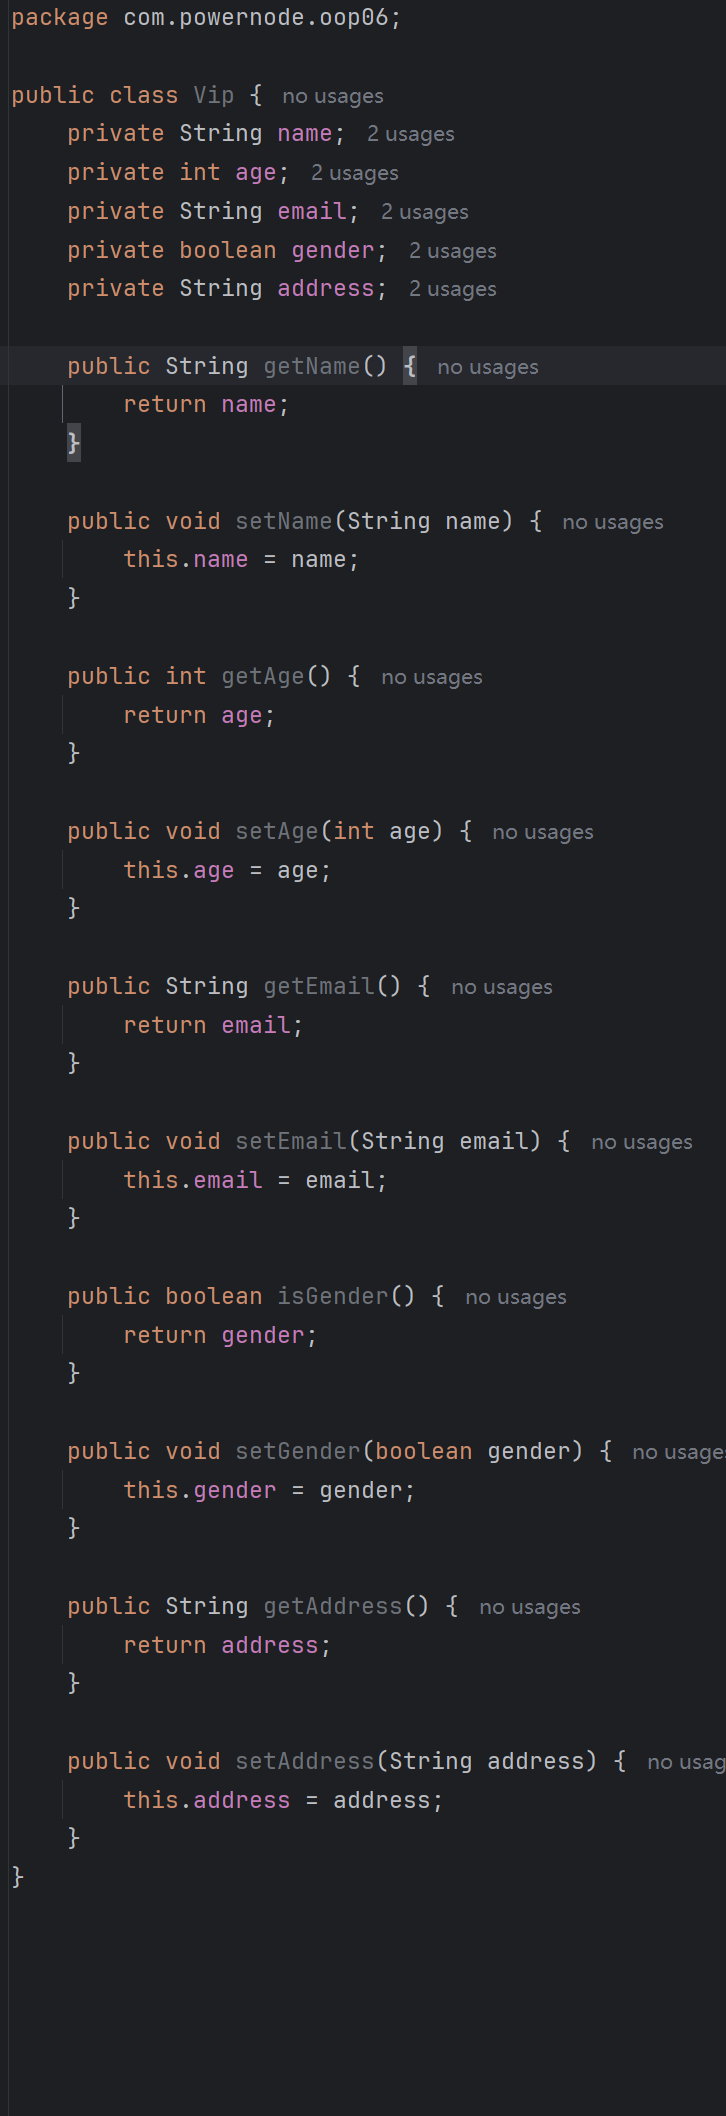 package com.powernode.oop06;
public class Vip { no usages
private String name; 2 usages
private int age; 2 usages
private String email; 2 usages
private boolean gender; 2 usages
private String address; 2 usages
public String getName() { no usages
return name;
}
public void setName(String name) { no usages
this.name = name;
}
public int getAge() { no usages
return age;
}
public void setAge(int age) { no usages
this.age = age;
}
public String getEmail() { no usages
return email;
}
public void setEmail(String email) { no usages
this.email = email;
}
public boolean isGender() { no usages
return gender;
}
public void setGender(boolean gender) { no usage
this.gender = gender;
}
public String getAddress() { no usages
return address;
}
public void setAddress(String address) { no usag
this.address = address;
}
}